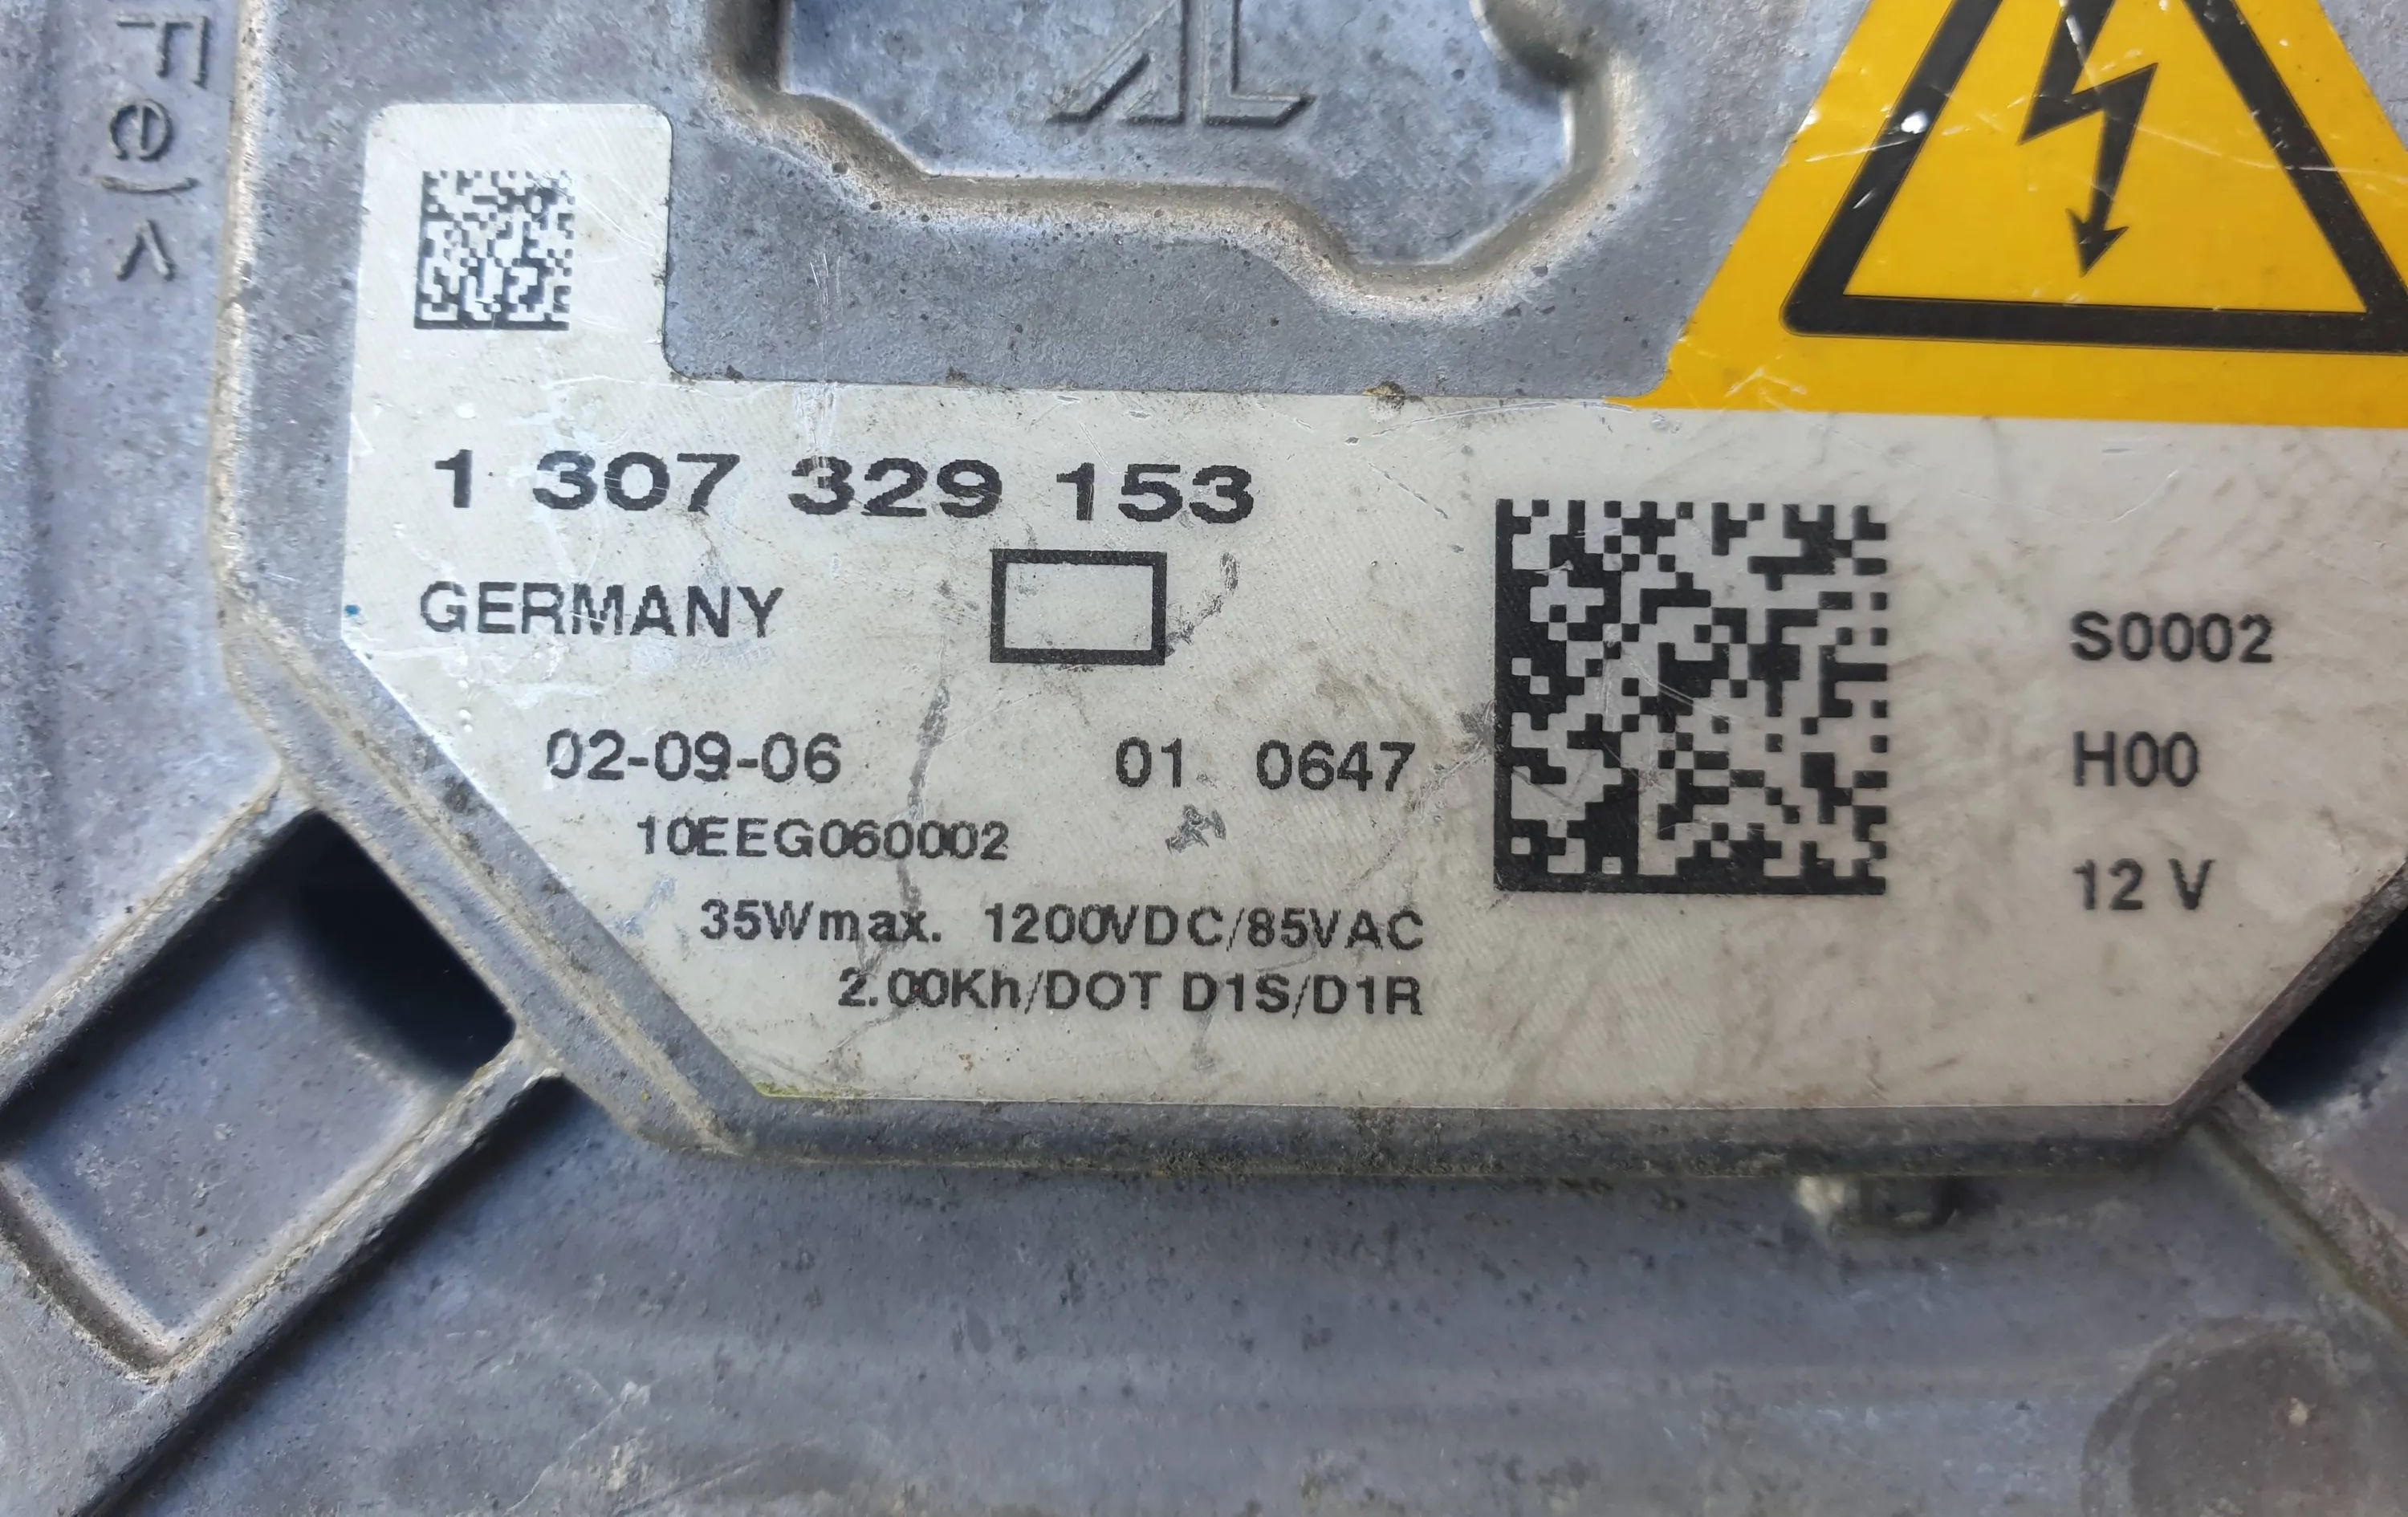 Fe)<
AL
1 307 329 153
GERMANY
02-09-06 01 0647
10EEG060002
35Wmax. 1200VDC/85VAC
2.00Kh/DOT D1S/D1R
S0002
H00
12 V